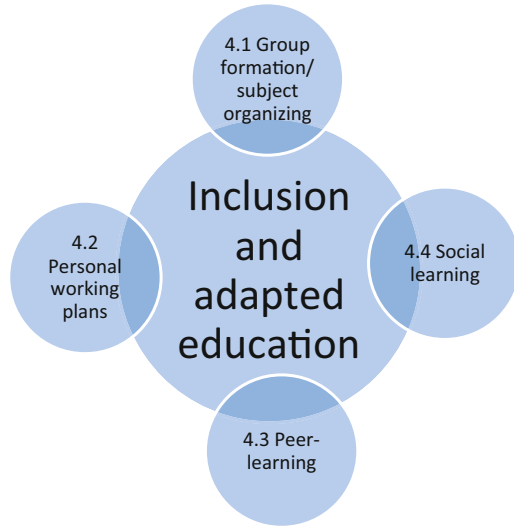 4.1 Group
formation/
subject
organizing
Inclusion
and
adapted
education
4.2
Personal
working
plans
4.4 Social
learning
4.3 Peer-
learning